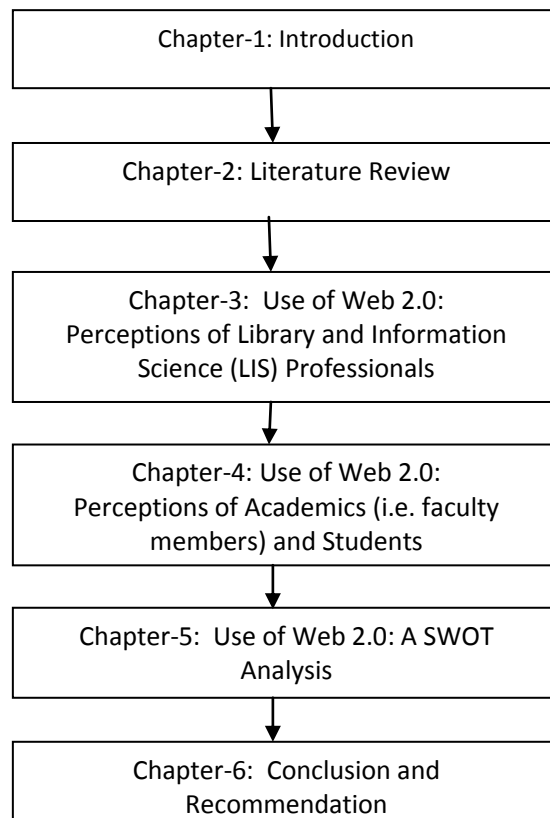 Chapter-1: Introduction
Chapter-2: Literature Review
Chapter-3:  Use of Web 2.0:
Perceptions of Library and Information
Science (LIS) Professionals
Chapter-4: Use of Web 2.0:
Perceptions of Academics (i.e. faculty
members) and Students
Chapter-5:  Use of Web 2.0: A SWOT
Analysis
Chapter-6:  Conclusion and
Recommendation